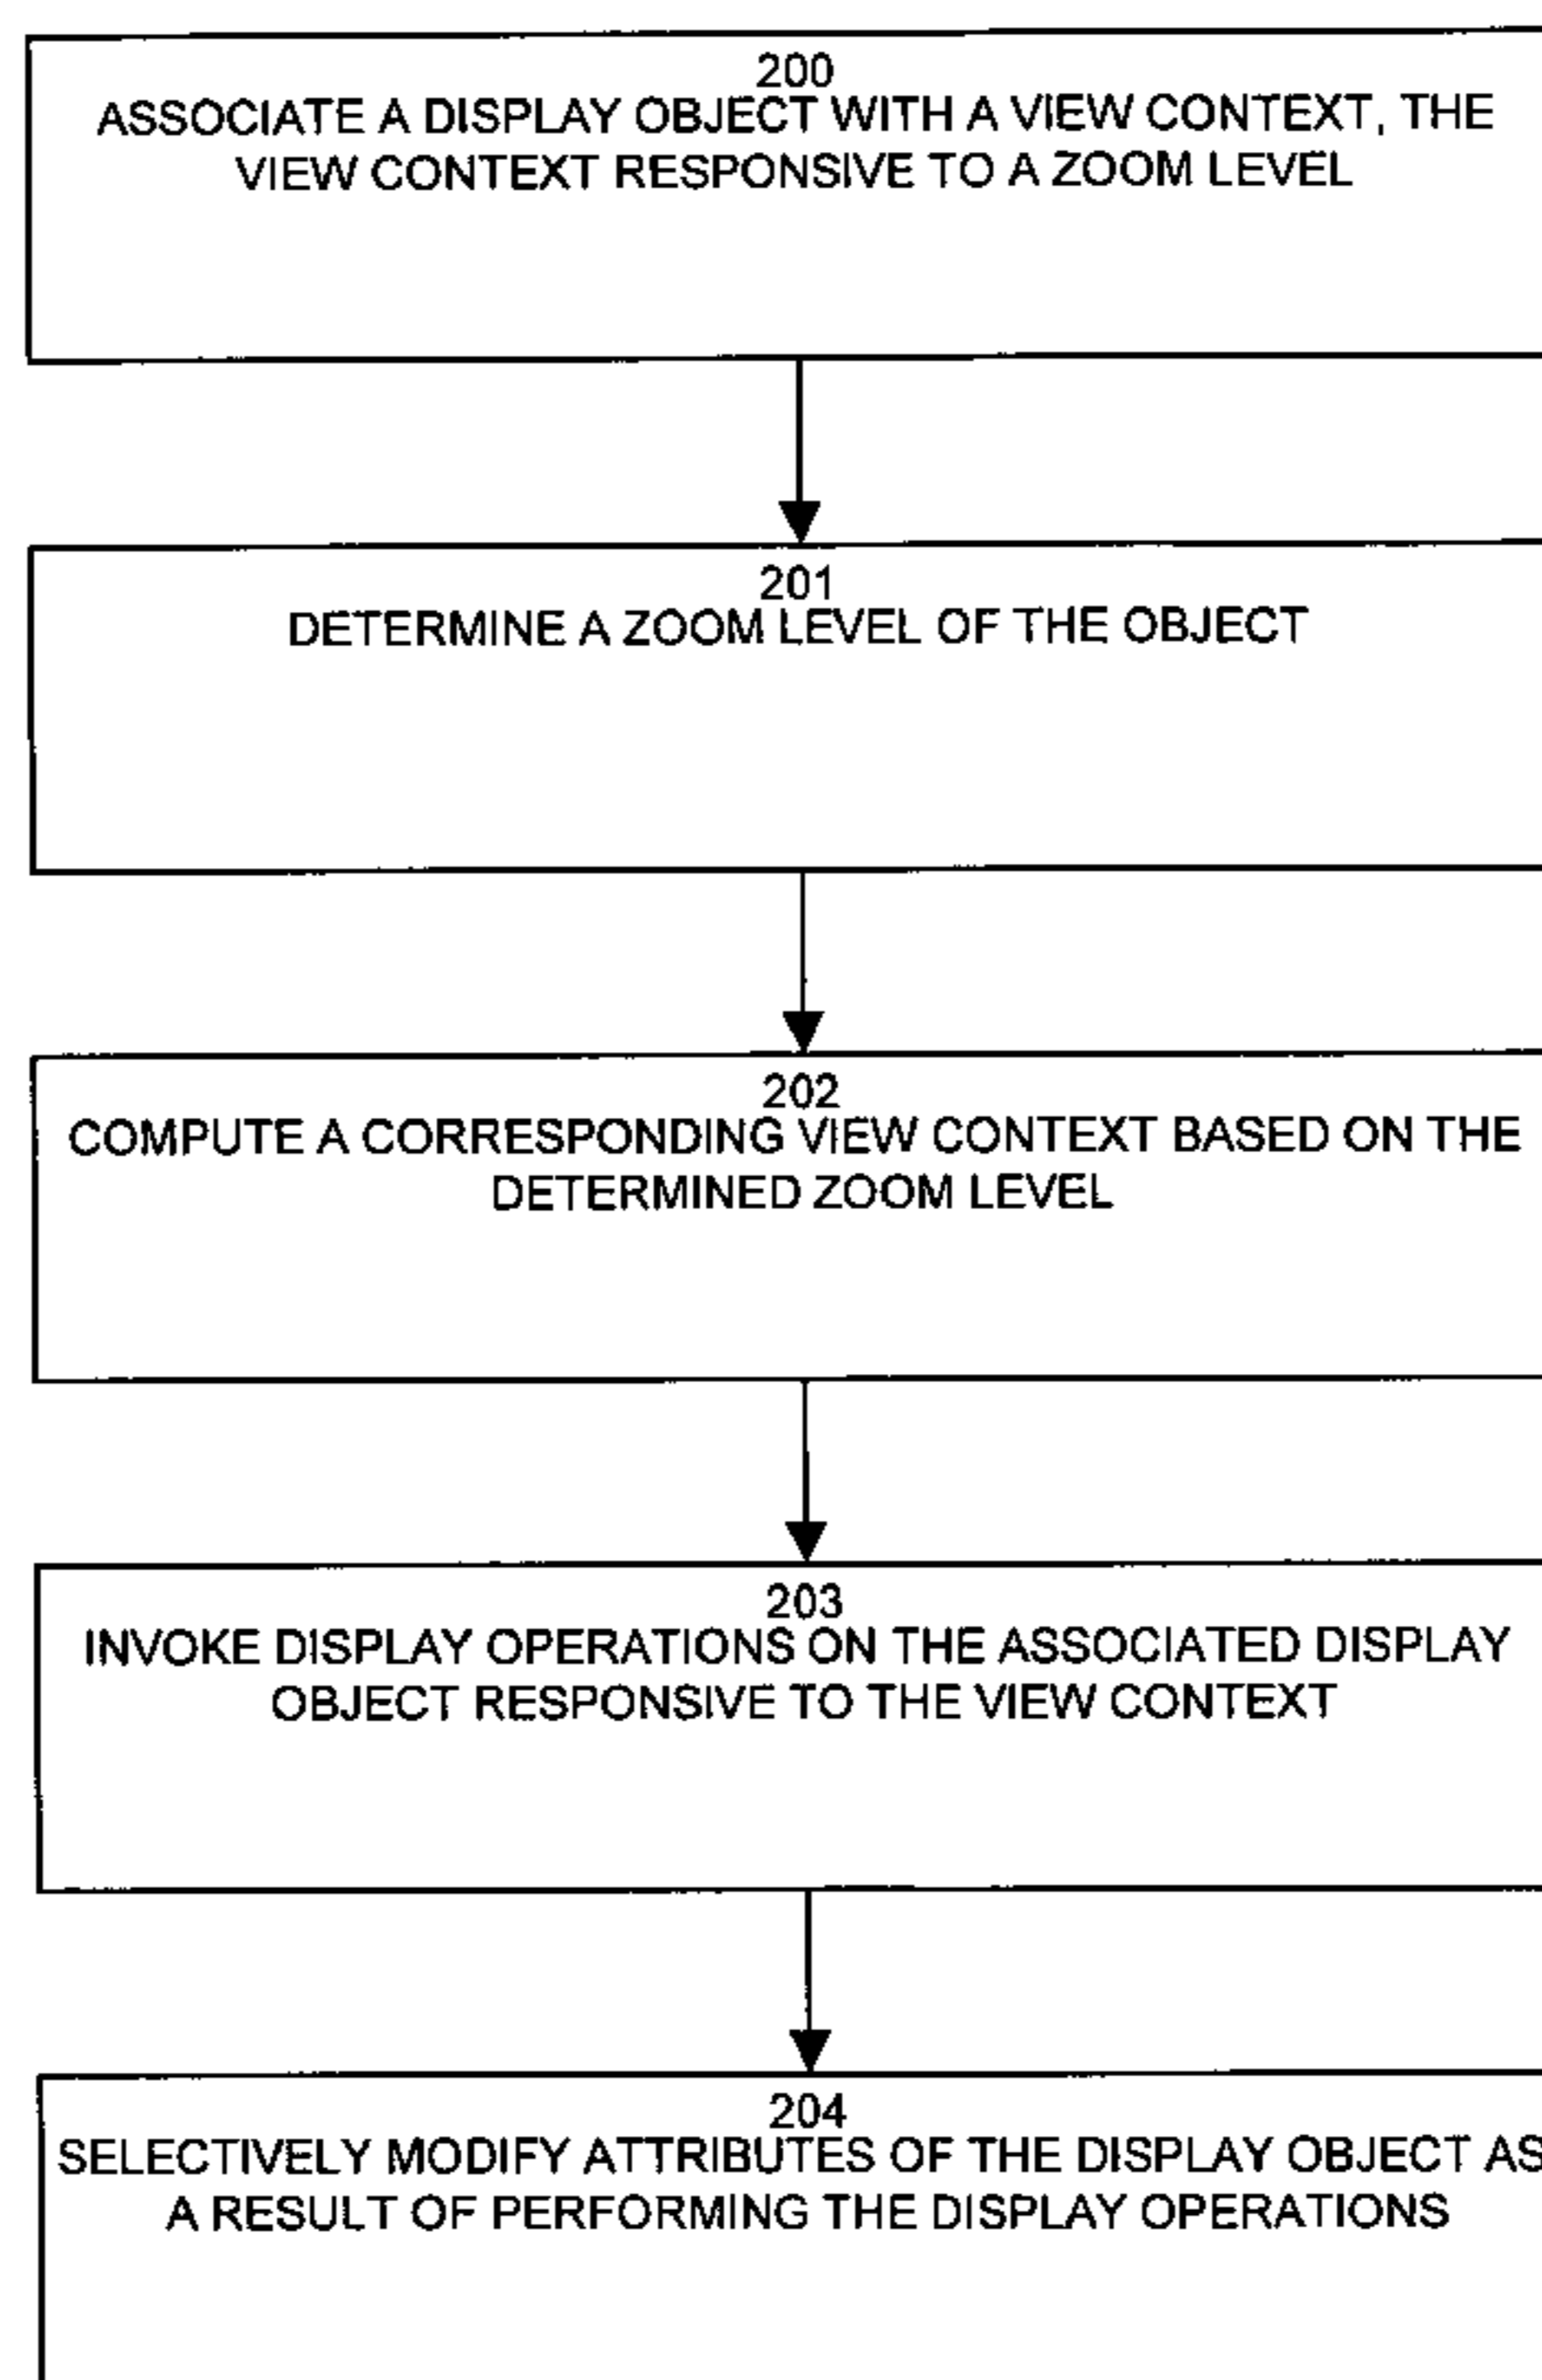 200
ASSOCIATE A DISPLAY OBJECT WITH A VIEW CONTEXT, THE
VIEW CONTEXT RESPONSIVE TO A ZOOM LEVEL
201
DETERMINE A ZOOM LEVEL OF THE OBJECT
202
COMPUTE A CORRESPONDING VIEW CONTEXT BASED ON THE
DETERMINED ZOOM LEVEL
203
INVOKE DISPLAY OPERATIONS ON THE ASSOCIATED DISPLAY
OBJECT RESPONSIVE TO THE VIEW CONTEXT
204
SELECTIVELY MODIFY ATTRIBUTES OF THE DISPLAY OBJECT AS
A RESULT OF PERFORMING THE DISPLAY OPERATIONS